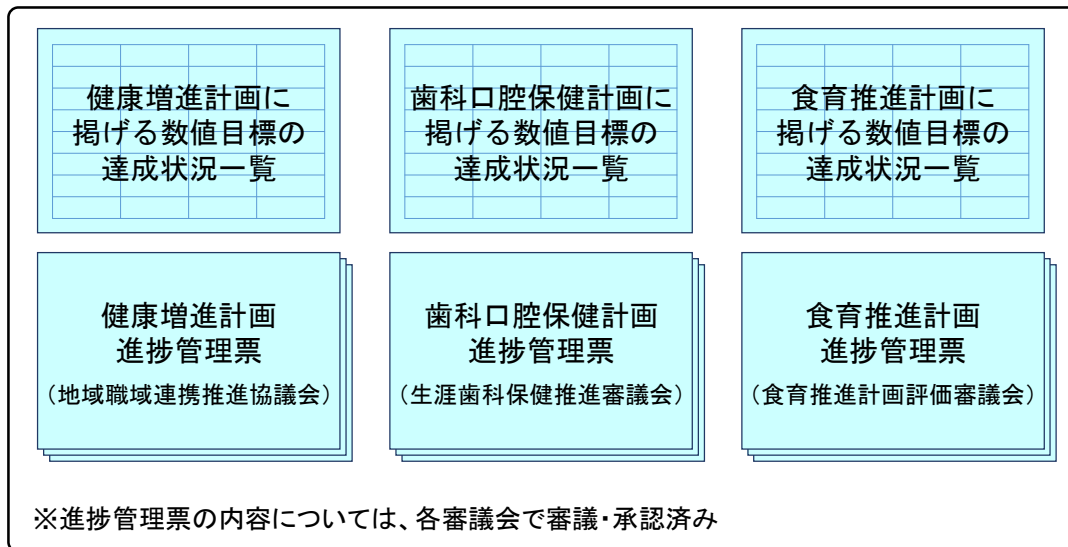 健康増進計画に
掲げる数値目標の
達成状況一覧
歯科口腔保健計画に
掲げる数値目標の
達成状況一覧
食育推進計画に
掲げる数値目標の
達成状況一覧
健康増進計画
進捗管理票
(地域職域連携推進協議会)
歯科口腔保健計画
進捗管理票
(生涯歯科保健推進審議会)
食育推進計画
進捗管理票
(食育推進計画評価審議会)
※進捗管理票の内容については、各審議会で審議・承認済み